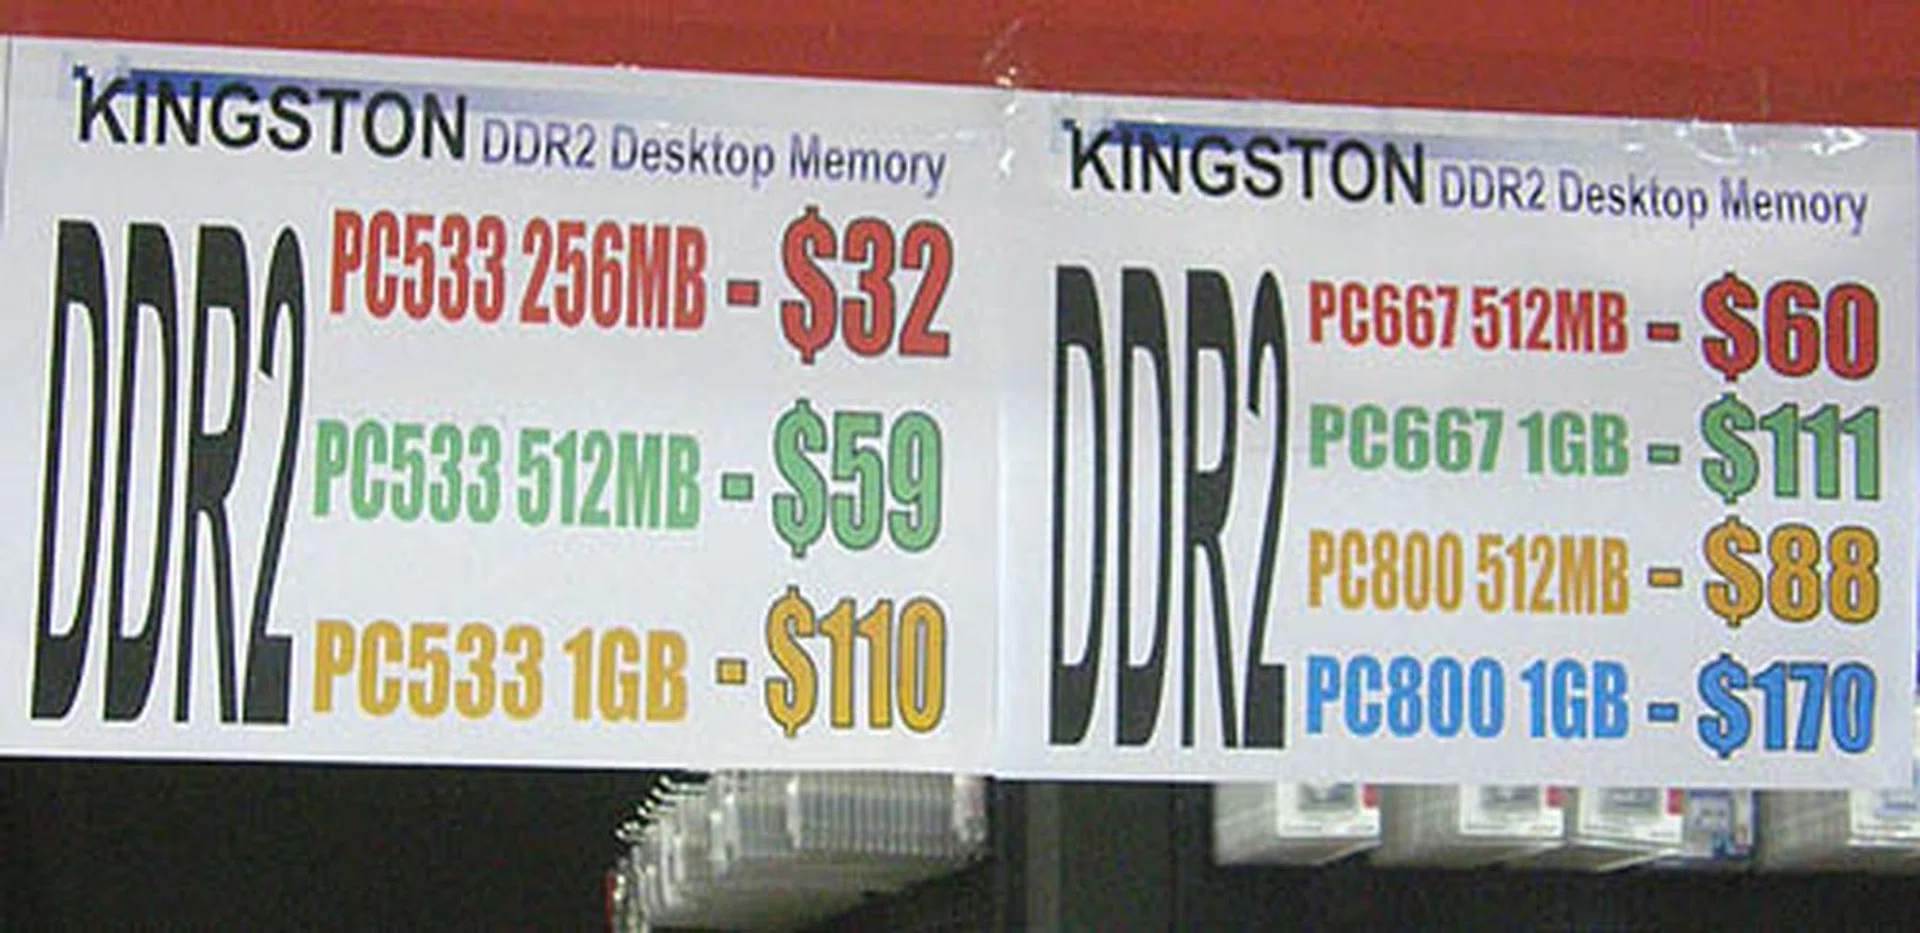 KINGSTON DDR2 Desktop Memory
DDR2
PC533 256MB - $32
PC533 512MB - $59
PC533 1GB - $110
KINGSTON DDR2 Desktop Memory
DDR2
PC667 512MB - $60
PC667 1GB - $111
PC800 512MB - $88
PC800 1GB - $170